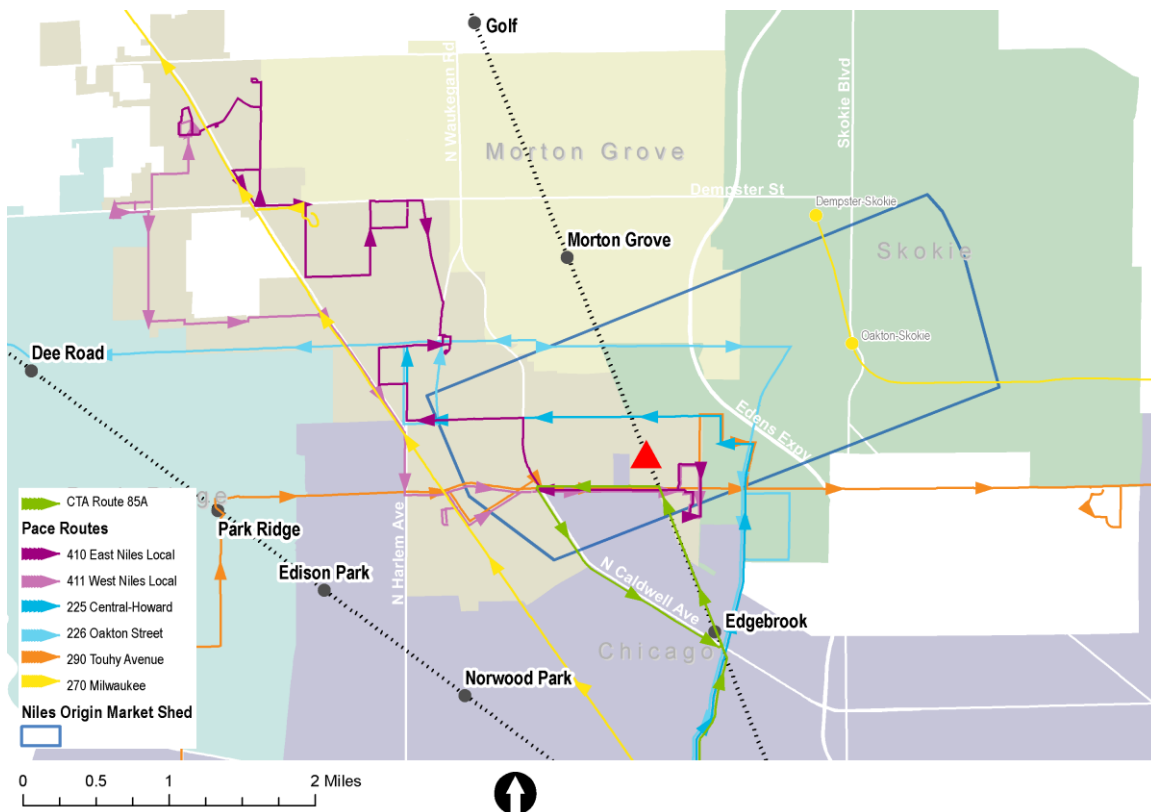 Golf
N Waukegan Rd
Skokie Blvd
Morton Grove
Dempster St
Dempster-Skokie
Morton Grove
Skokie
Oakton-Skokie
Dee Road
Edens Expy
ge
CTA Route 85A
Pace Routes
410 East Niles Local
411 West Niles Local
225 Central-Howard
226 Oakton Street
290 Touhy Avenue
270 Milwaukee
Niles Origin Market Shed
Park Ridge
Edison Park
N Harlem Ave
N Caldwell Ave
Edgebrook
Chicago
Norwood Park
0 0.5 1 2 Miles